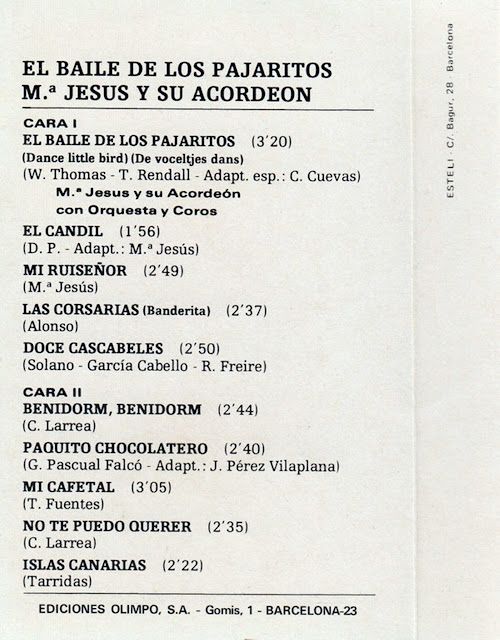 EL BAILE DE LOS PAJARITOS
M.ª JESUS Y SU ACORDEON
CARA I
EL BAILE DE LOS PAJARITOS (3'20)
(Dance little bird) (De voceltjes dans)
(W. Thomas - T. Rendall - Adapt. esp.: C. Cuevas)
M.ª Jesus y su Acordeón
con Orquesta y Coros
EL CANDIL (1'56)
(D. P. - Adapt.: M.ª Jesús)
MI RUISEÑOR (2'49)
(M.ª Jesús)
LAS CORSARIAS (Banderita) (2'37)
(Alonso)
DOCE CASCABELES (2'50)
(Solano - García Cabello - R. Freire)
CARA II
BENIDORM, BENIDORM (2'44)
(C. Larrea)
PAQUITO CHOCOLATERO (2'40)
(G. Pascual Falcó - Adapt.: J. Pérez Vilaplana)
MI CAFETAL (3'05)
(T. Fuentes)
NO TE PUEDO QUERER (2'35)
(C. Larrea)
ISLAS CANARIAS (2'22)
(Tarridas)
EDICIONES OLIMPO, S.A. - Gomis, 1 - BARCELONA-23
ESTELI - C/. Bagur, 28 - Barcelona